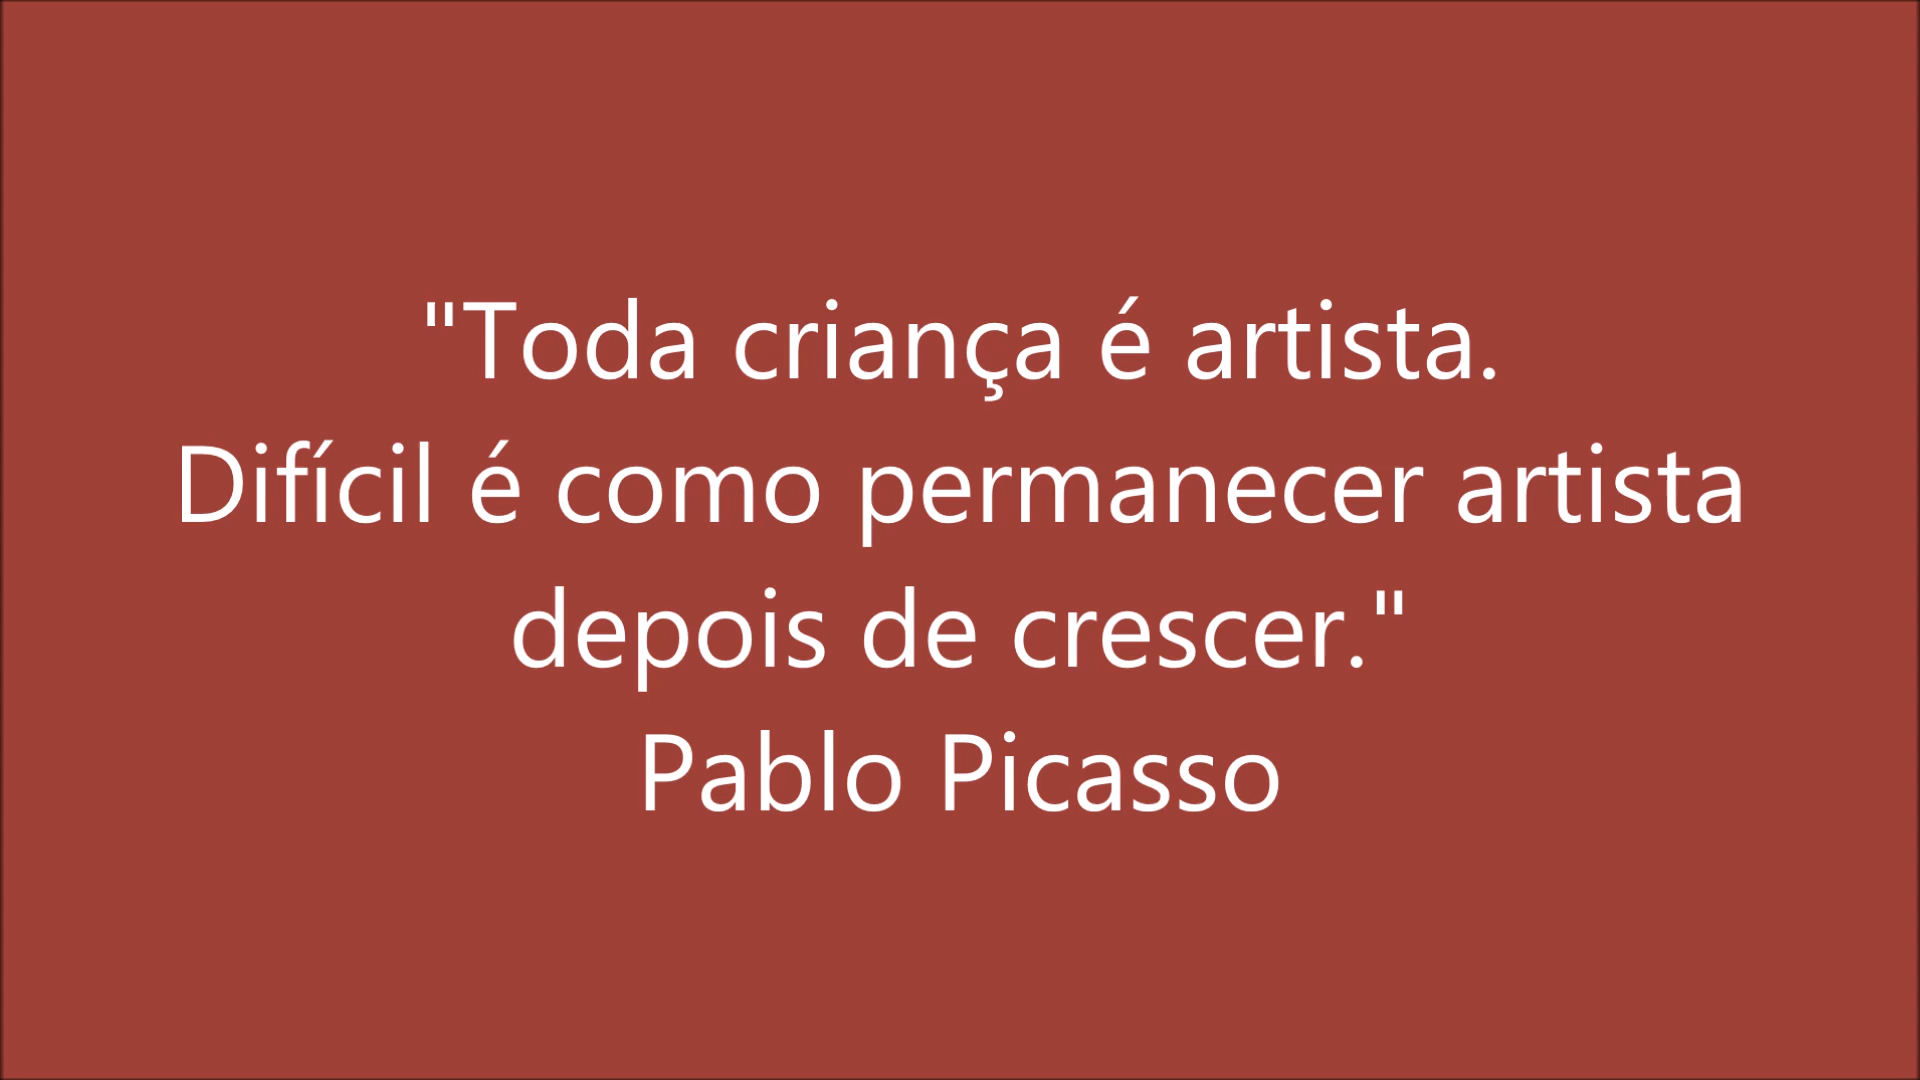 "Toda criança é artista.
Difícil é como permanecer artista
depois de crescer."
Pablo Picasso